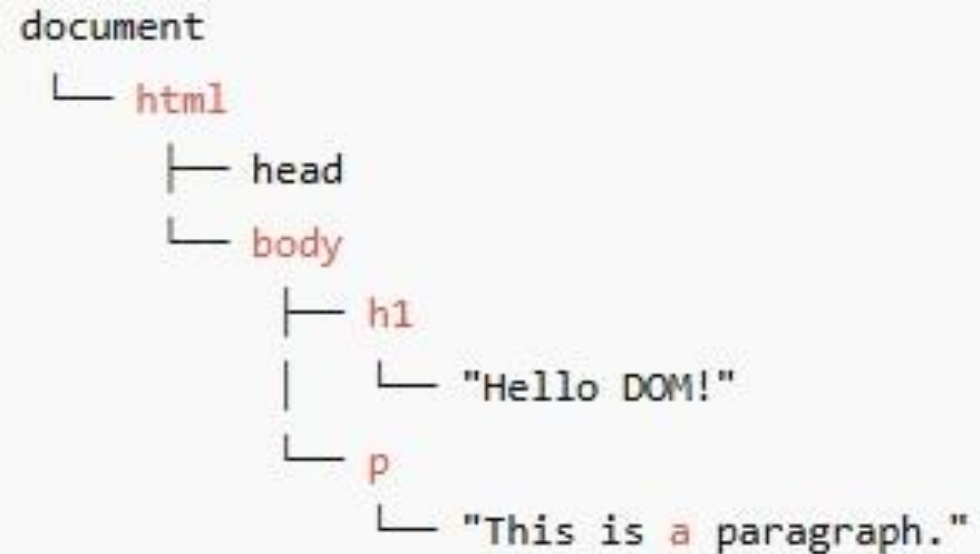 document
└── html
├── head
└── body
├── h1
│ └── "Hello DOM!"
└── p
└── "This is a paragraph."